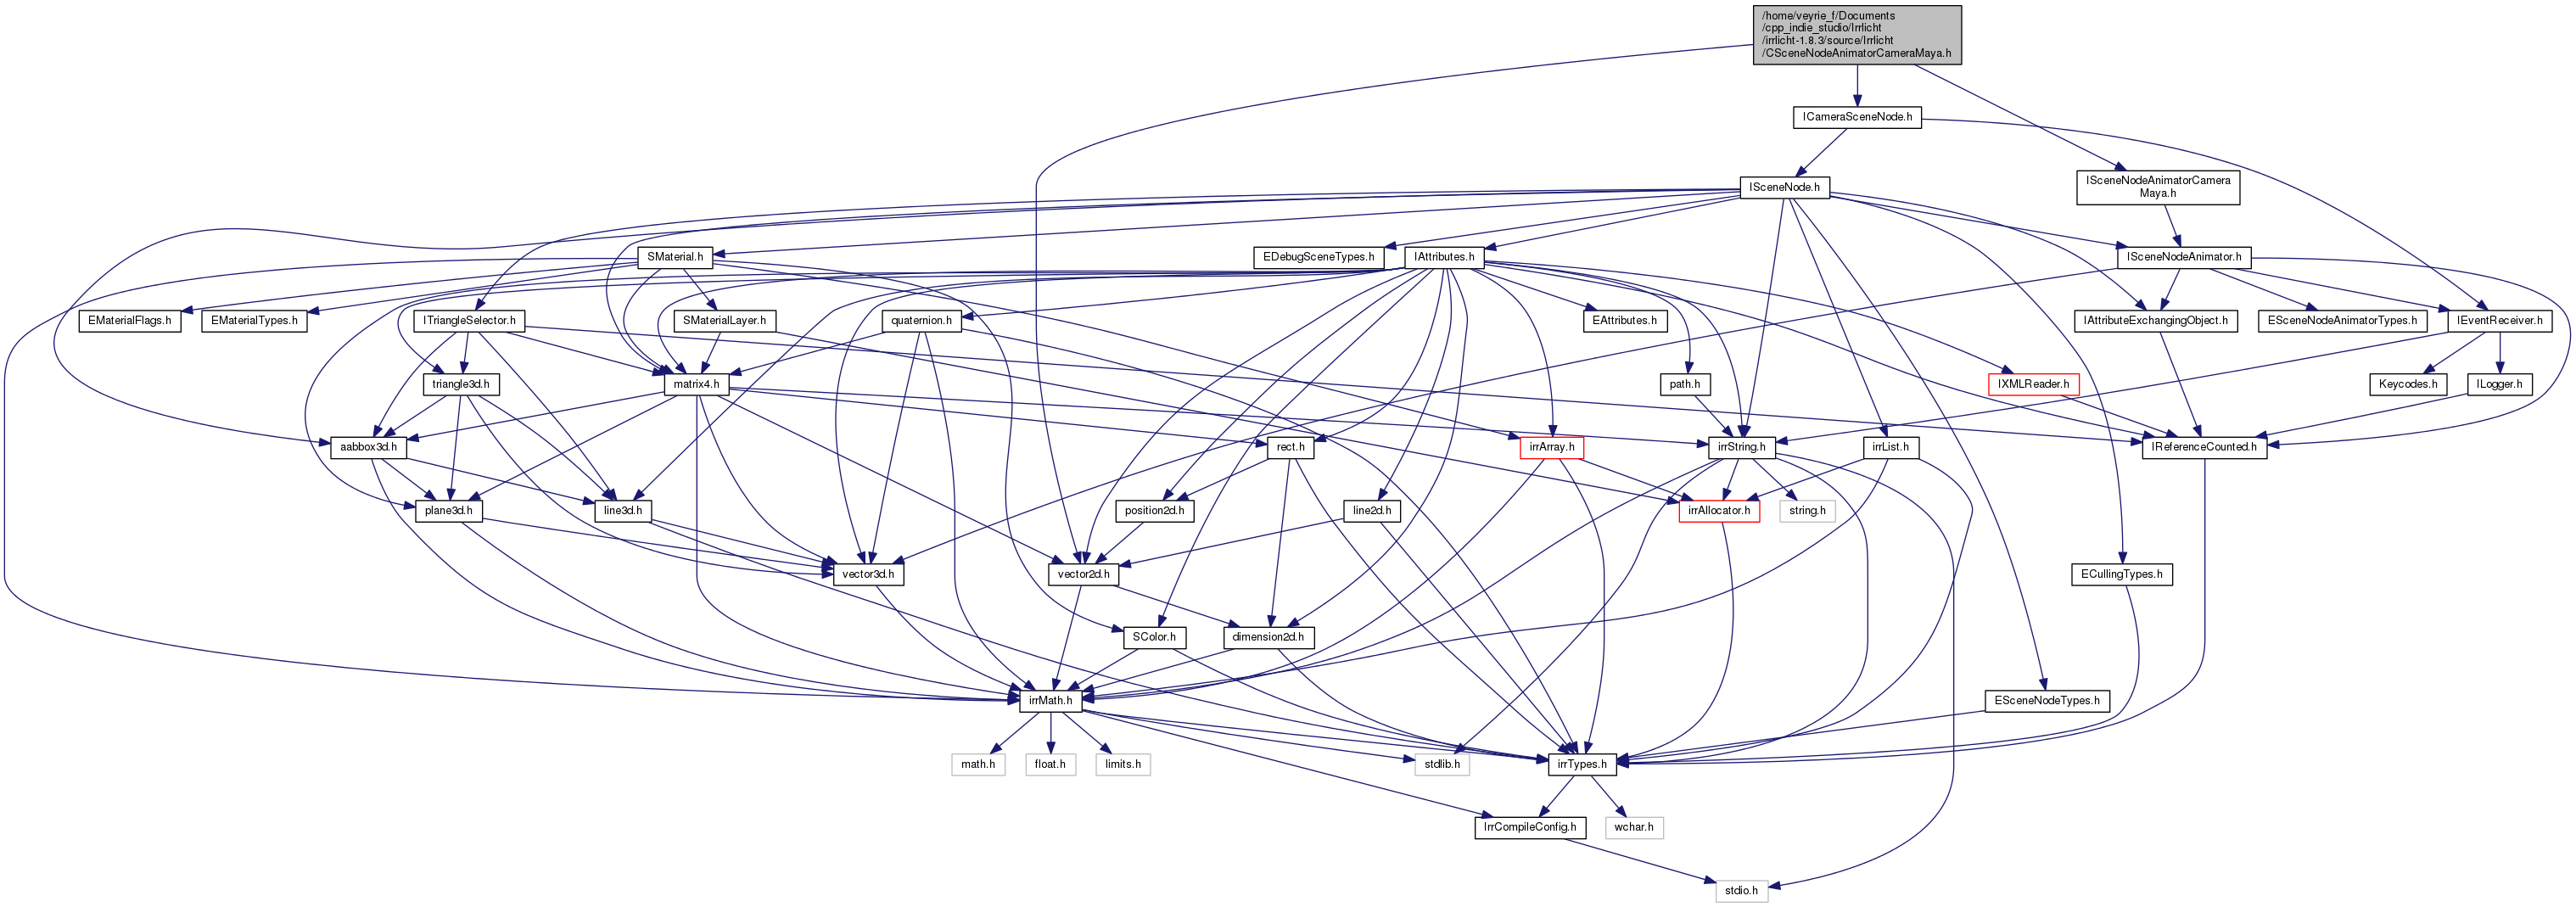 /home/veyrie_f/Documents
/cpp_indie_studio/Irrlicht
/irrlicht-1.8.3/source/Irrlicht
/CSceneNodeAnimatorCameraMaya.h
ICameraSceneNode.h
ISceneNodeAnimatorCamera
Maya.h
ISceneNode.h
SMaterial.h
EDebugSceneTypes.h
IAttributes.h
ISceneNodeAnimator.h
EMaterialFlags.h
EMaterialTypes.h
ITriangleSelector.h
SMaterialLayer.h
quaternion.h
EAttributes.h
IAttributeExchangingObject.h
ESceneNodeAnimatorTypes.h
IEventReceiver.h
triangle3d.h
matrix4.h
path.h
IXMLReader.h
Keycodes.h
ILogger.h
aabbox3d.h
rect.h
irrArray.h
irrString.h
irrList.h
IReferenceCounted.h
plane3d.h
line3d.h
position2d.h
line2d.h
irrAllocator.h
string.h
vector3d.h
vector2d.h
ECullingTypes.h
SColor.h
dimension2d.h
irrMath.h
ESceneNodeTypes.h
math.h
float.h
limits.h
stdlib.h
irrTypes.h
IrrCompileConfig.h
wchar.h
stdio.h